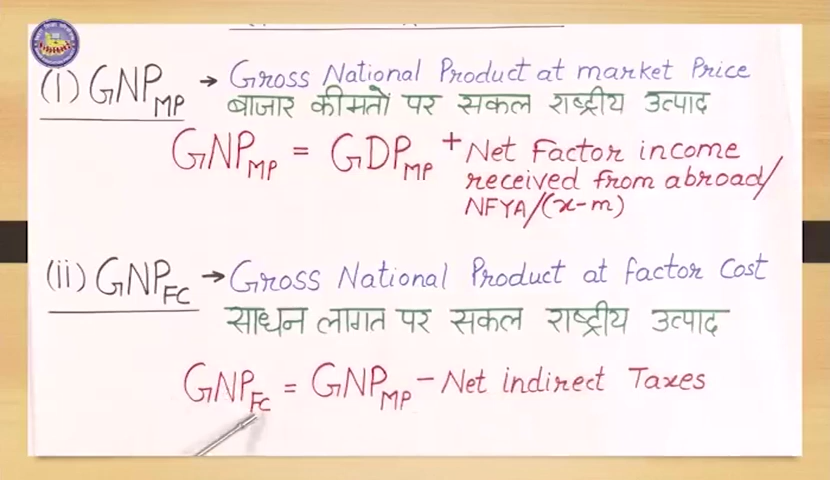 (i) GNP MP → Gross National Product at market Price
बाजार कीमतों पर सकल राष्ट्रीय उत्पाद
GNP MP = GDP MP + Net Factor income
received from abroad/
NFYA/(x-m)
(ii) GNP FC → Gross National Product at factor Cost
साधन लागत पर सकल राष्ट्रीय उत्पाद
GNP FC = GNP MP - Net indirect Taxes